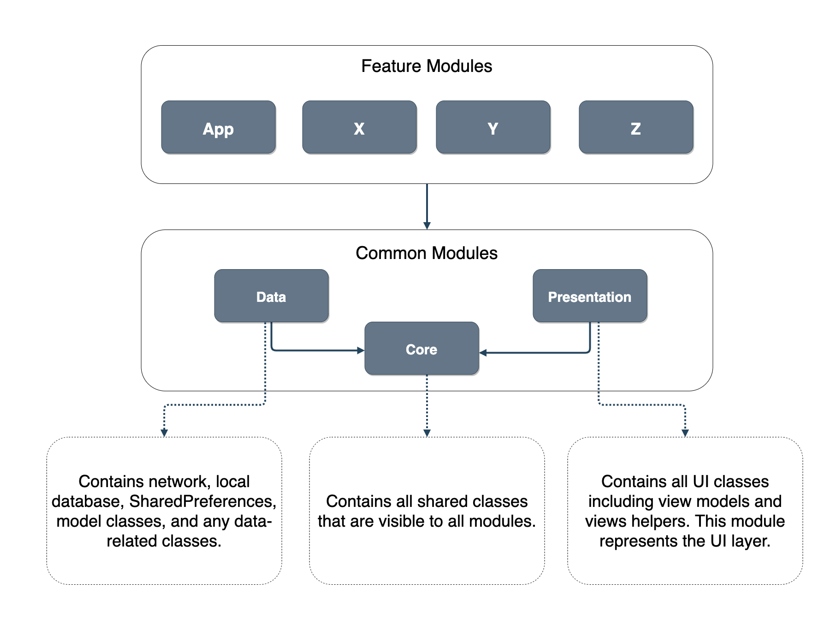 Feature Modules
App
X
Y
Z
Common Modules
Data
Presentation
Core
Contains network, local
database, SharedPreferences,
model classes, and any data-
related classes.
Contains all shared classes
that are visible to all modules.
Contains all UI classes
including view models and
views helpers. This module
represents the UI layer.